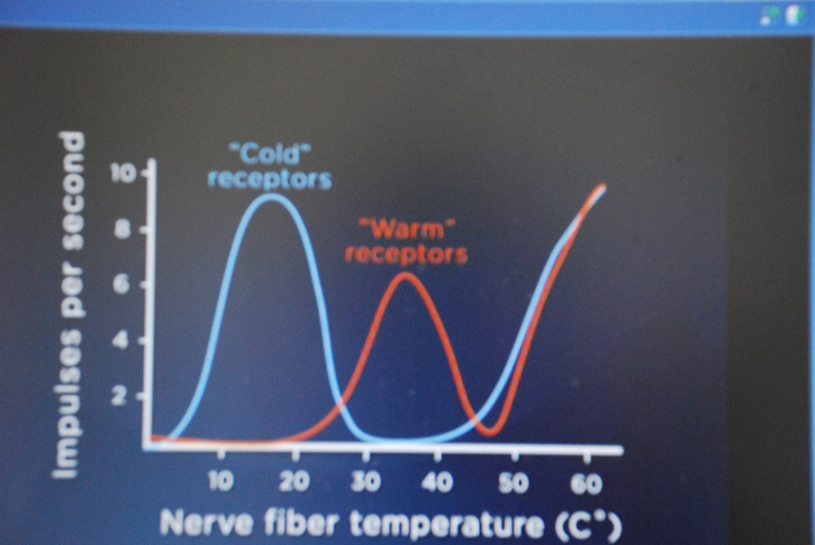 Impulses per second
10
8
6
4
2
"Cold"
receptors
"Warm"
receptors
10 20 30 40 50 60
Nerve fiber temperature (C°)